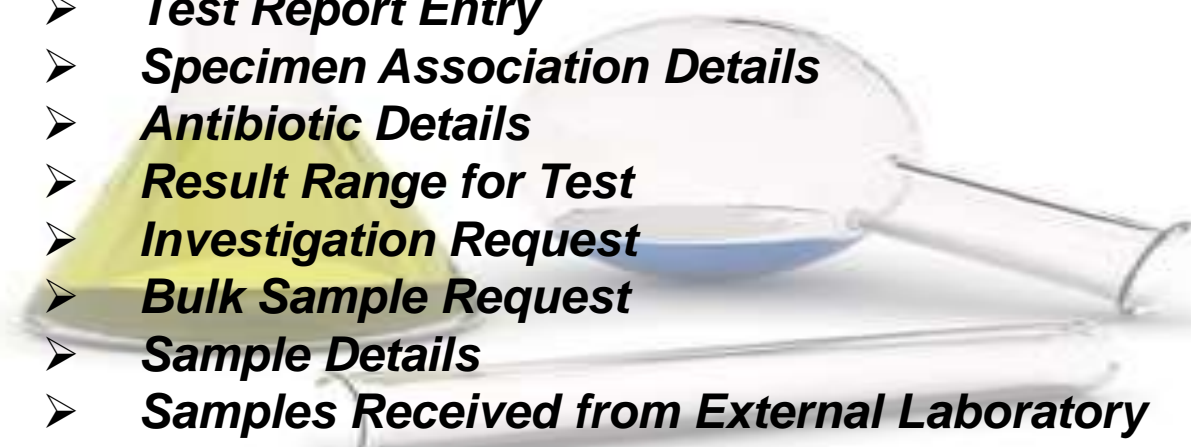 ➢ Test Report Entry
➢ Specimen Association Details
➢ Antibiotic Details
➢ Result Range for Test
➢ Investigation Request
➢ Bulk Sample Request
➢ Sample Details
➢ Samples Received from External Laboratory